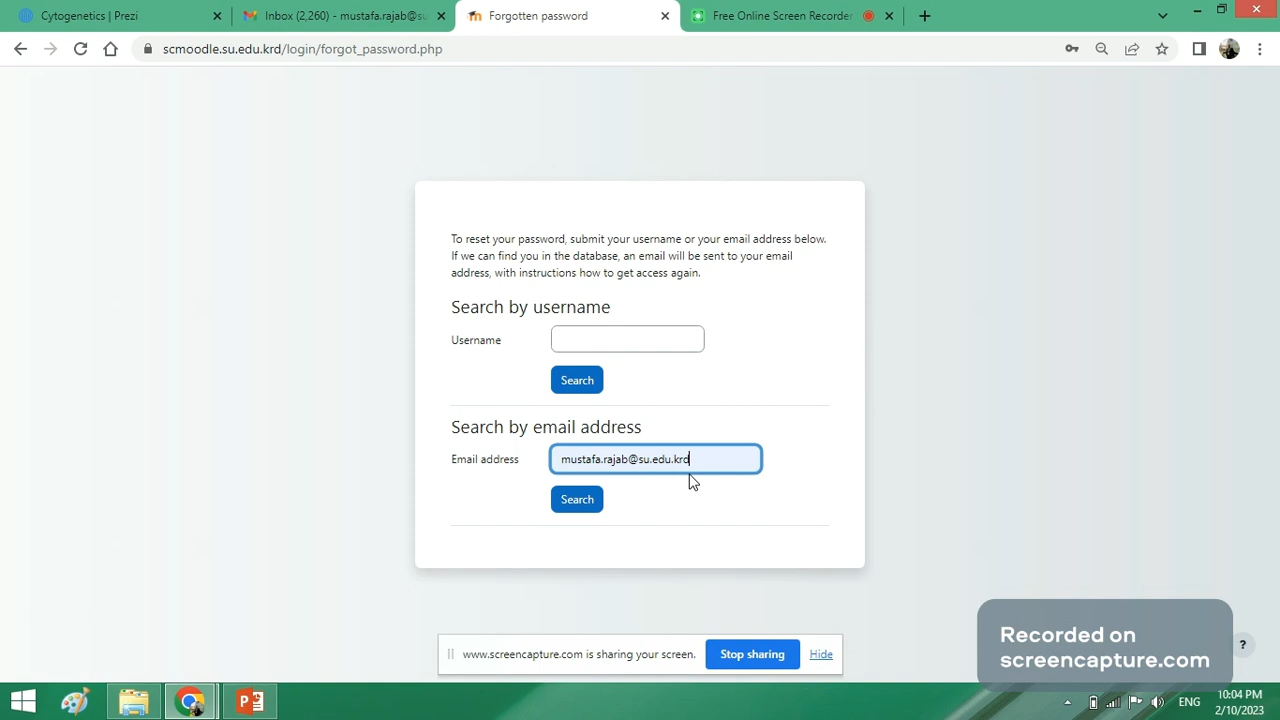 Cytogenetics | Prezi
Inbox (2,260) - mustafa.rajab@su
Forgotten password
Free Online Screen Recorder
scmoodle.su.edu.krd/login/forgot_password.php
To reset your password, submit your username or your email address below.
If we can find you in the database, an email will be sent to your email
address, with instructions how to get access again.
Search by username
Username
Search
Search by email address
Email address
mustafa.rajab@su.edu.krd
Search
www.screencapture.com is sharing your screen.
Stop sharing
Hide
Recorded on
screencapture.com
?
ENG
10:04 PM
2/10/2023